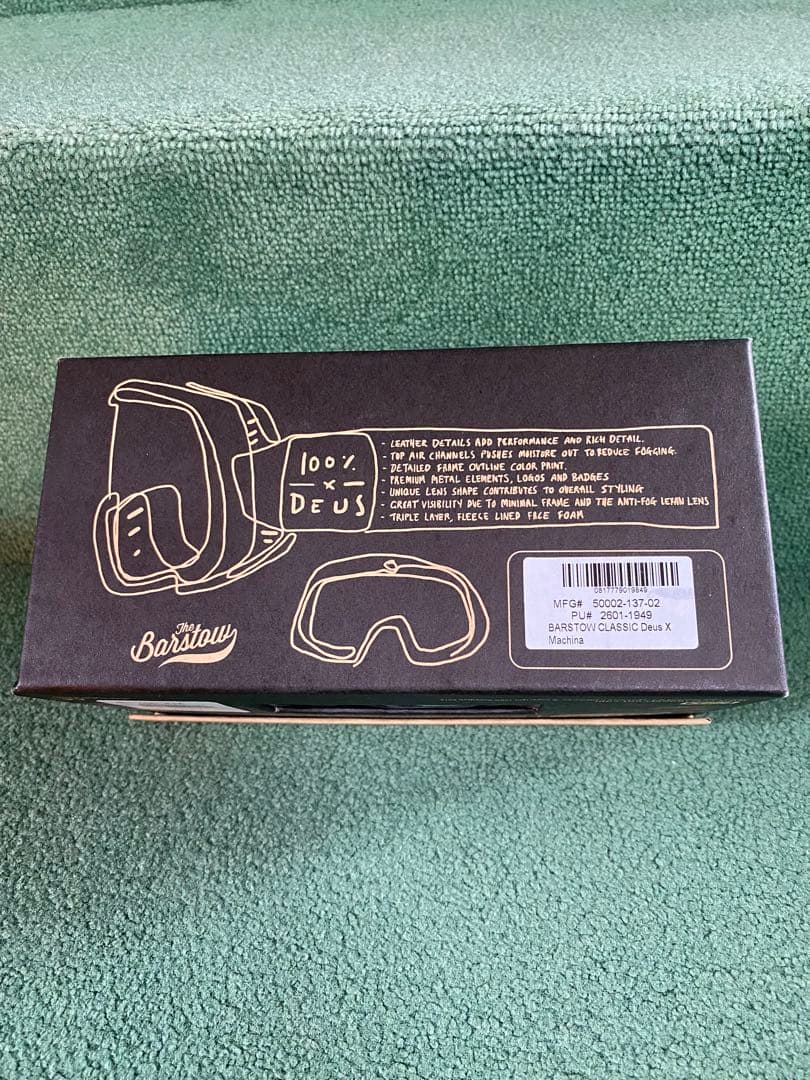 100%
x
DEUS
- LEATHER DETAILS ADD PERFORMANCE AND RICH DETAIL.
- TOP AIR CHANNELS PUSHES MOISTURE OUT TO REDUCE FOGGING.
- DETAILED FRAME OUTLINE COLOR PRINT.
- PREMIUM METAL ELEMENTS, LOGOS AND BADGES
- UNIQUE LENS SHAPE CONTRIBUTES TO OVERALL STYLING
- GREAT VISIBILITY DUE TO MINIMAL FRAME AND THE ANTI-FOG LEXAN LENS
- TRIPLE LAYER, FLEECE LINED FACE FOAM
The
Barstow
0817779019849
MFG# 50002-137-02
PU# 2601-1949
BARSTOW CLASSIC Deus X
Machina